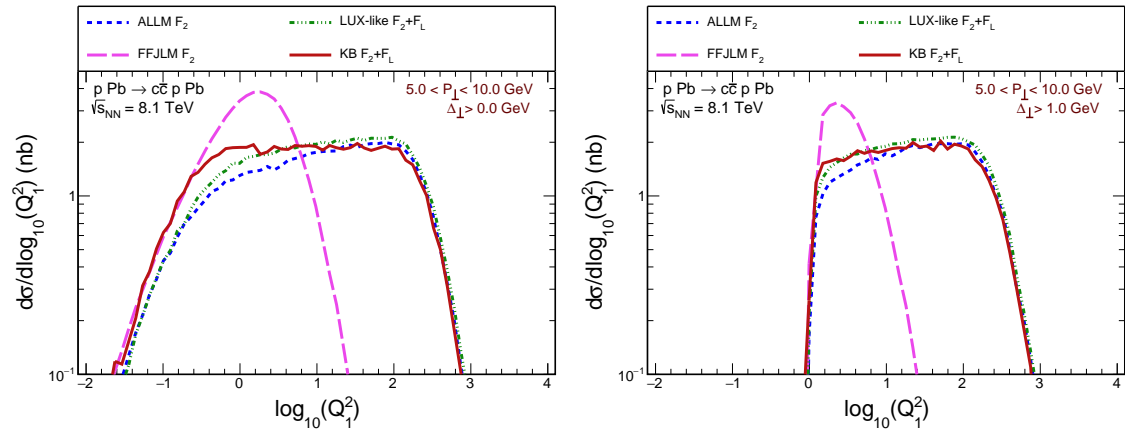 ALLM F₂
LUX-like F₂+F_L
FFJLM F₂
KB F₂+F_L
p Pb → cc̄ p Pb
√s_NN = 8.1 TeV
5.0 < P_⊥ < 10.0 GeV
Δ_⊥ > 0.0 GeV
dσ/dlog₁₀(Q₁²) (nb)
1
10⁻¹
−2 −1 0 1 2 3 4
log₁₀(Q₁²)
ALLM F₂
LUX-like F₂+F_L
FFJLM F₂
KB F₂+F_L
p Pb → cc̄ p Pb
√s_NN = 8.1 TeV
5.0 < P_⊥ < 10.0 GeV
Δ_⊥ > 1.0 GeV
dσ/dlog₁₀(Q₁²) (nb)
1
10⁻¹
−2 −1 0 1 2 3 4
log₁₀(Q₁²)